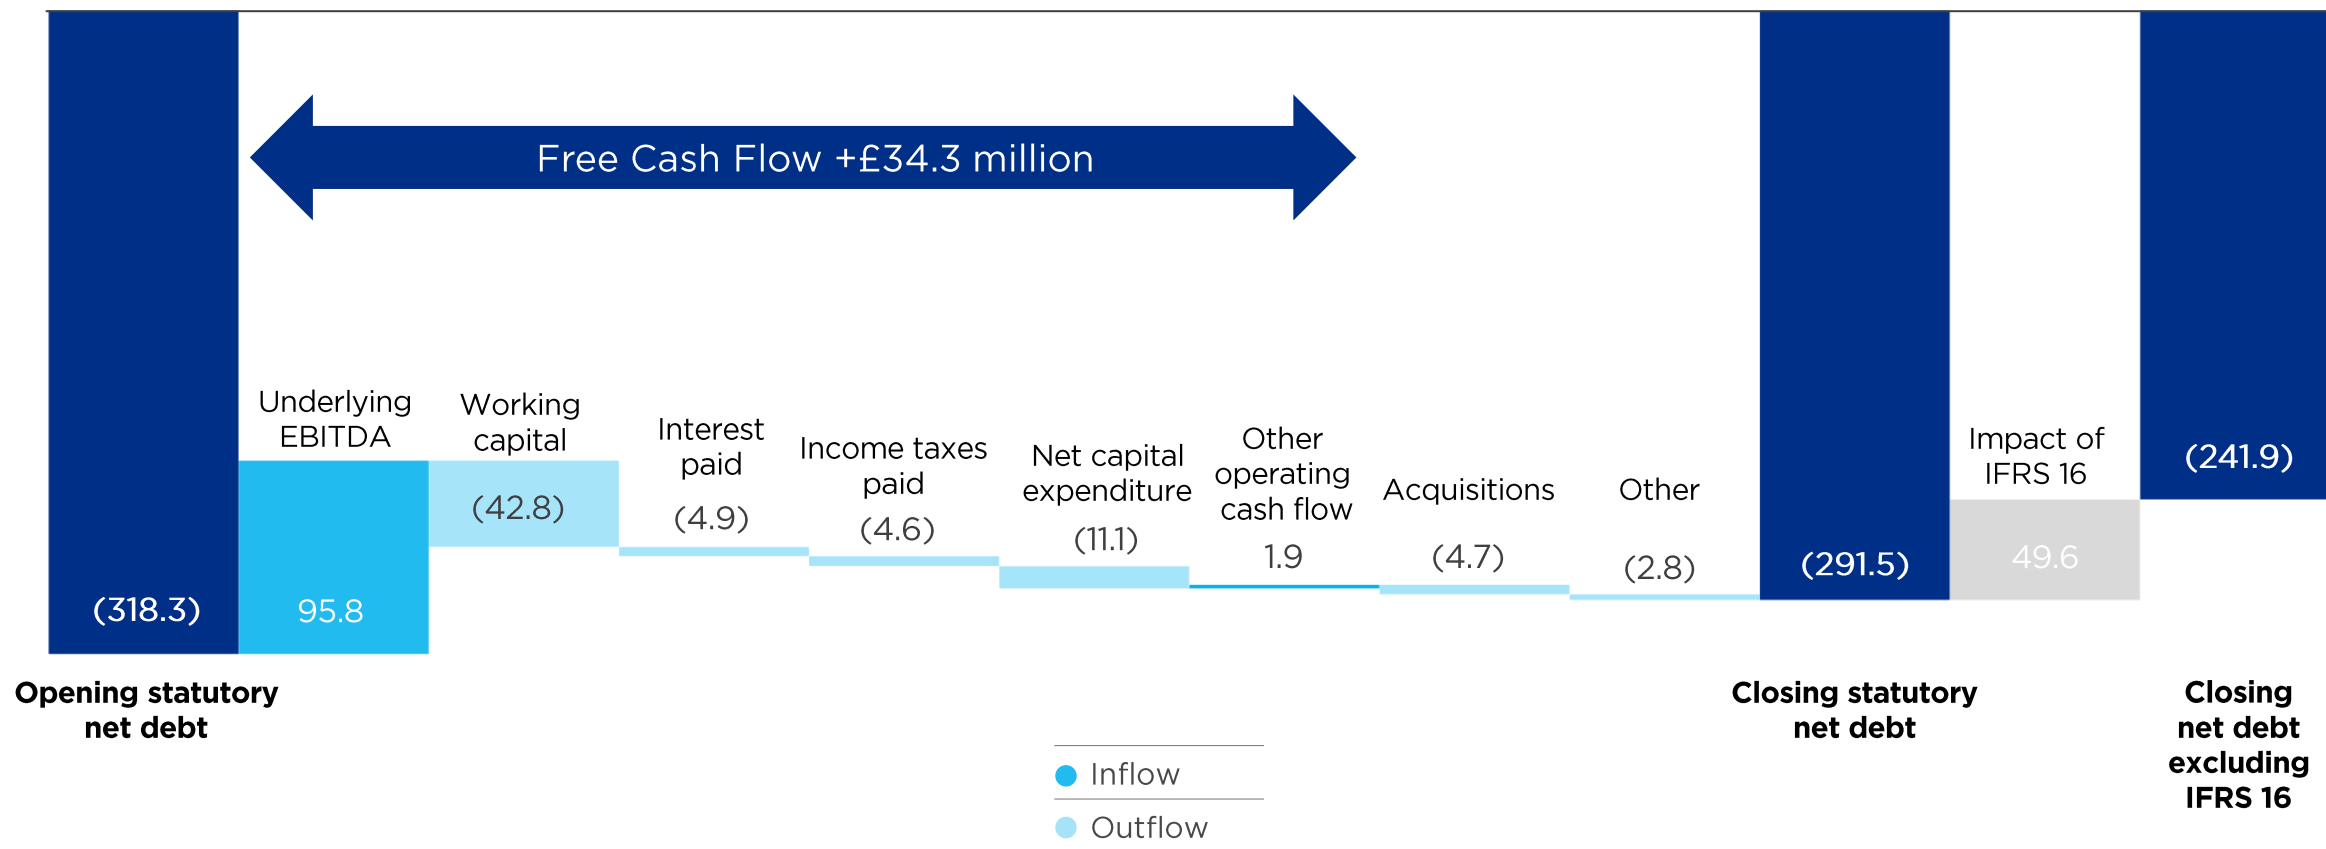 Free Cash Flow +£34.3 million
Underlying
EBITDA
Working
capital
Interest
paid
Income taxes
paid
Net capital
expenditure
Other
operating
cash flow
Acquisitions
Other
Impact of
IFRS 16
(318.3)
95.8
(42.8)
(4.9)
(4.6)
(11.1)
1.9
(4.7)
(2.8)
(291.5)
49.6
(241.9)
Opening statutory
net debt
Closing statutory
net debt
Closing
net debt
excluding
IFRS 16
Inflow
Outflow